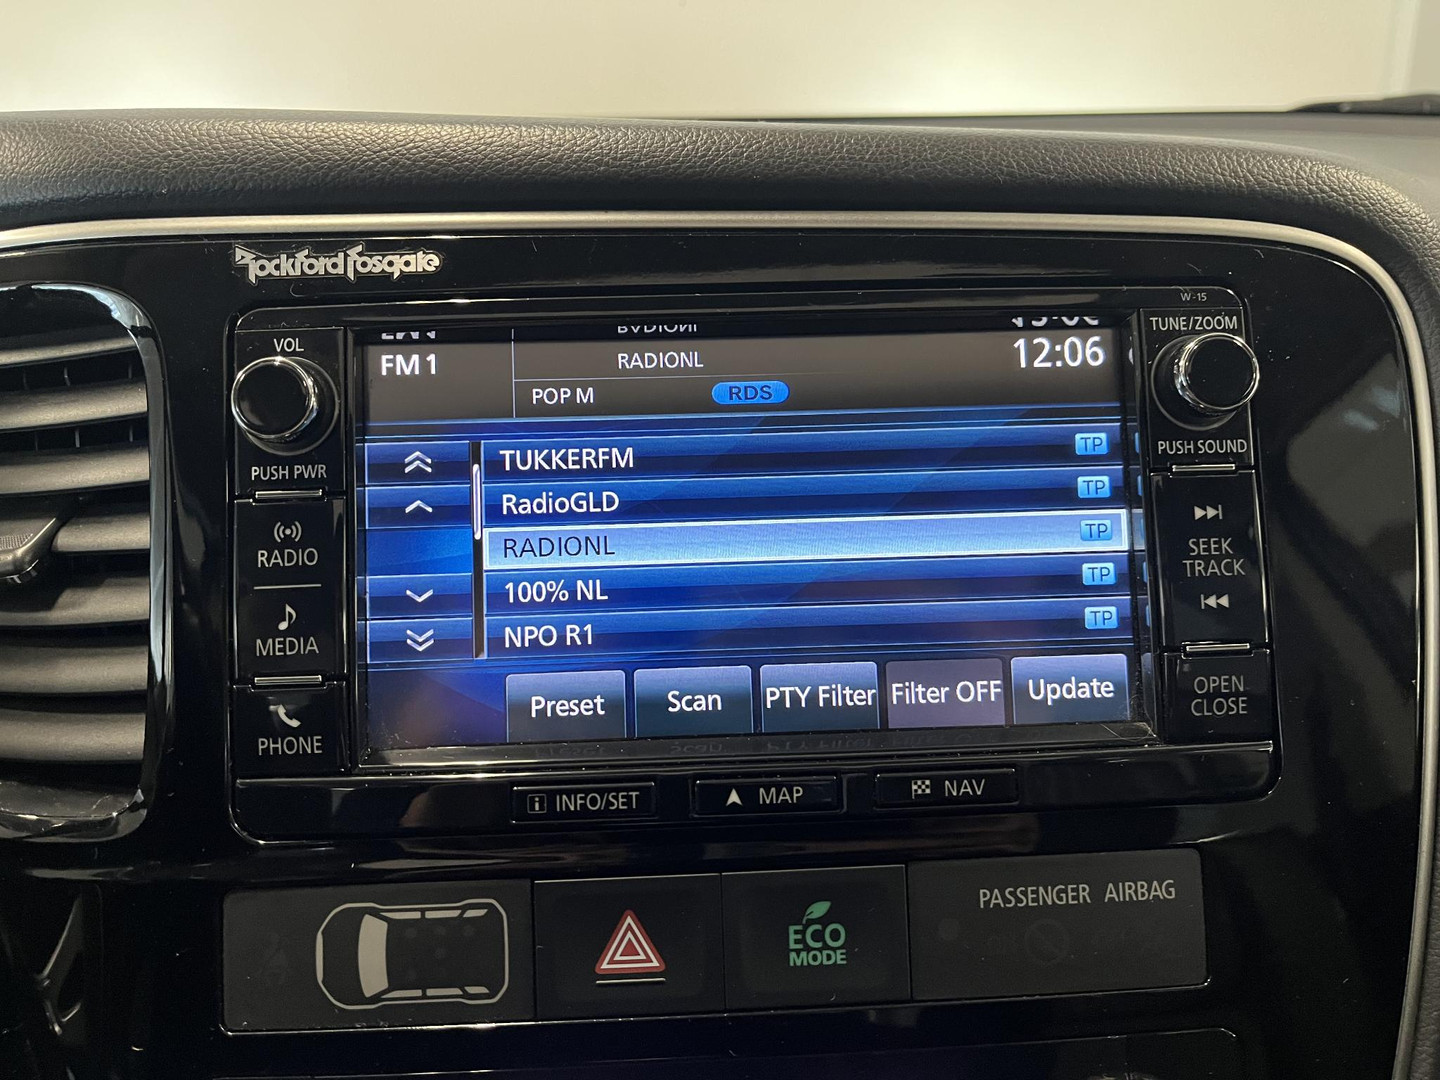 Rockford Fosgate
W-15
VOL
TUNE/ZOOM
FM 1
RADIONL
12:06
POP M
RDS
PUSH PWR
PUSH SOUND
TUKKERFM TP
RadioGLD TP
RADIONL TP
100% NL TP
NPO R1 TP
RADIO
MEDIA
PHONE
SEEK
TRACK
OPEN
CLOSE
Preset
Scan
PTY Filter
Filter OFF
Update
i INFO/SET
MAP
NAV
ECO
MODE
PASSENGER AIRBAG